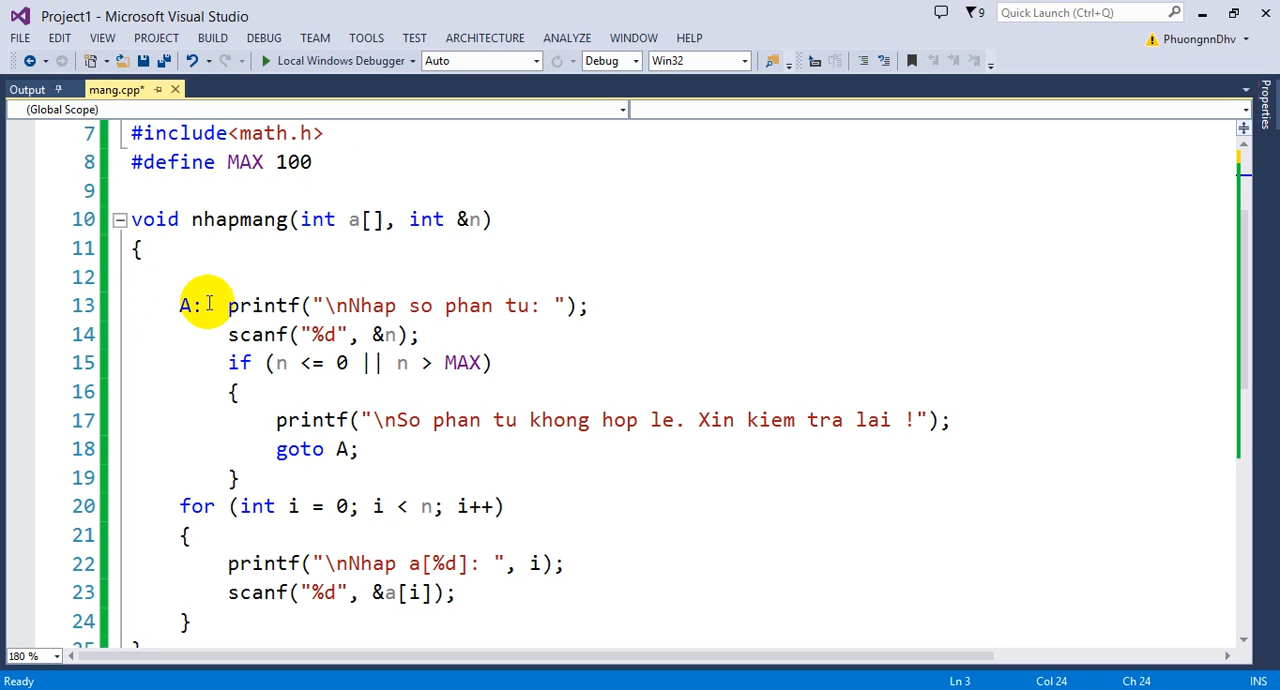 Project1 - Microsoft Visual Studio
9
Quick Launch (Ctrl+Q)
FILE EDIT VIEW PROJECT BUILD DEBUG TEAM TOOLS TEST ARCHITECTURE ANALYZE WINDOW HELP
PhuongnnDhv
Local Windows Debugger Auto Debug Win32
Output mang.cpp*
Properties
(Global Scope)
7 #include<math.h>
8 #define MAX 100
9
10 void nhapmang(int a[], int &n)
11 {
12
13 A: printf("\nNhap so phan tu: ");
14 scanf("%d", &n);
15 if (n <= 0 || n > MAX)
16 {
17 printf("\nSo phan tu khong hop le. Xin kiem tra lai !");
18 goto A;
19 }
20 for (int i = 0; i < n; i++)
21 {
22 printf("\nNhap a[%d]: ", i);
23 scanf("%d", &a[i]);
24 }
25 }
180 %
Ready Ln 3 Col 24 Ch 24 INS